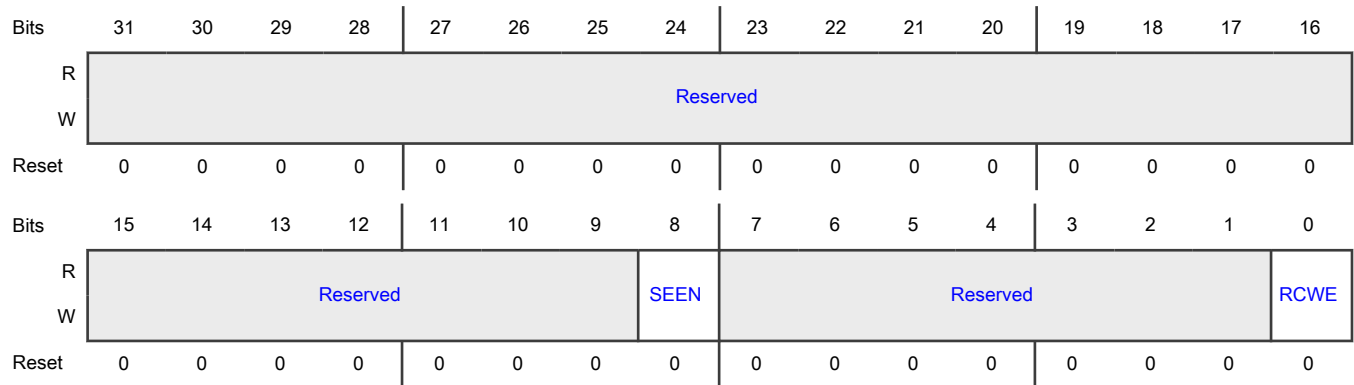 Bits 31 30 29 28 27 26 25 24 23 22 21 20 19 18 17 16
R
Reserved
W
Reset 0 0 0 0 0 0 0 0 0 0 0 0 0 0 0 0
Bits 15 14 13 12 11 10 9 8 7 6 5 4 3 2 1 0
R
Reserved SEEN Reserved RCWE
W
Reset 0 0 0 0 0 0 0 0 0 0 0 0 0 0 0 0